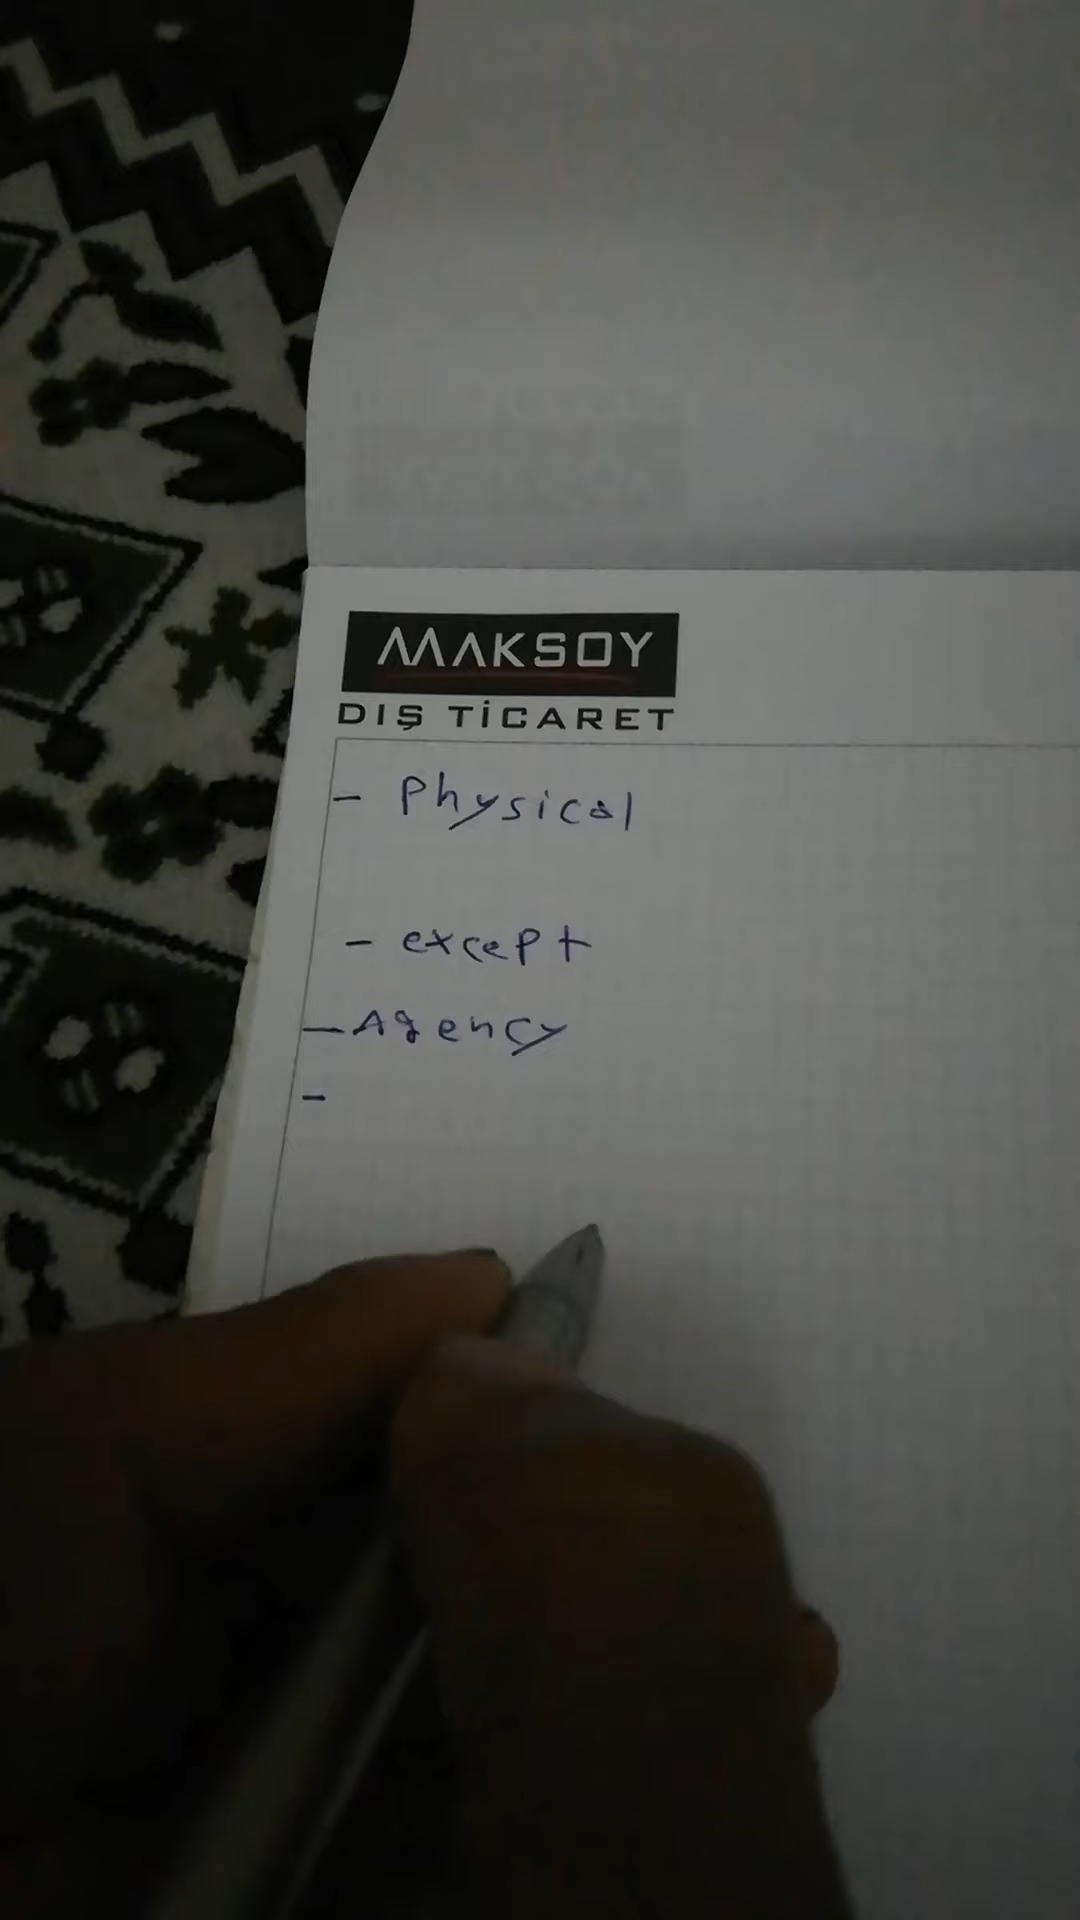 MAKSOY
DIŞ TİCARET
- Physical
- except
- Agency
-